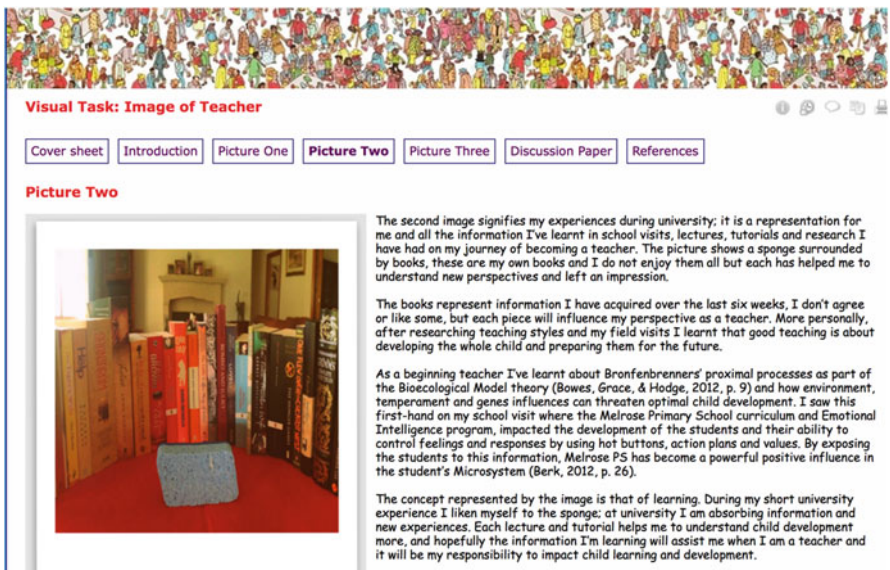 Visual Task: Image of Teacher
Cover sheet Introduction Picture One Picture Two Picture Three Discussion Paper References
Picture Two
The second image signifies my experiences during university; it is a representation for
me and all the information I've learnt in school visits, lectures, tutorials and research I
have had on my journey of becoming a teacher. The picture shows a sponge surrounded
by books, these are my own books and I do not enjoy them all but each has helped me to
understand new perspectives and left an impression.
The books represent information I have acquired over the last six weeks, I don't agree
or like some, but each piece will influence my perspective as a teacher. More personally,
after researching teaching styles and my field visits I learnt that good teaching is about
developing the whole child and preparing them for the future.
As a beginning teacher I've learnt about Bronfenbrenners' proximal processes as part of
the Bioecological Model theory (Bowes, Grace, & Hodge, 2012, p. 9) and how environment,
temperament and genes influences can threaten optimal child development. I saw this
first-hand on my school visit where the Melrose Primary School curriculum and Emotional
Intelligence program, impacted the development of the students and their ability to
control feelings and responses by using hot buttons, action plans and values. By exposing
the students to this information, Melrose PS has become a powerful positive influence in
the student's Microsystem (Berk, 2012, p. 26).
The concept represented by the image is that of learning. During my short university
experience I liken myself to the sponge; at university I am absorbing information and
new experiences. Each lecture and tutorial helps me to understand child development
more, and hopefully the information I'm learning will assist me when I am a teacher and
it will be my responsibility to impact child learning and development.